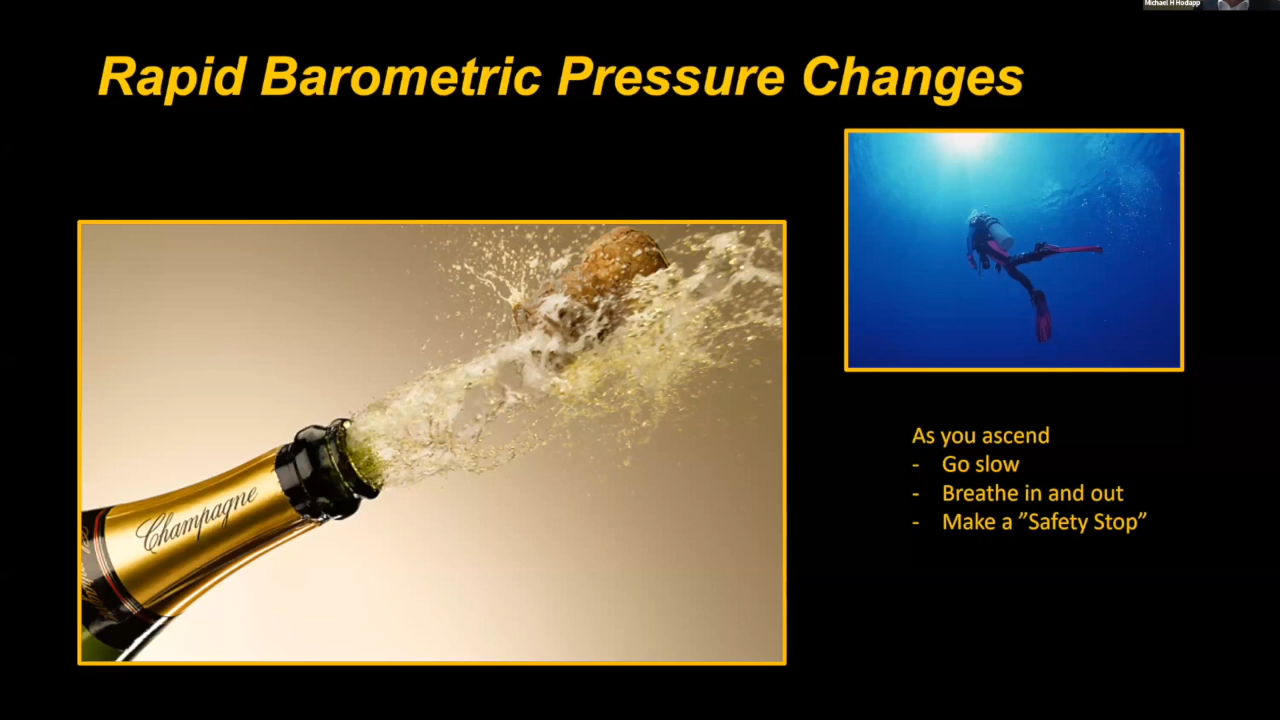 Michael H Hodapp
Rapid Barometric Pressure Changes
Champagne
As you ascend
- Go slow
- Breathe in and out
- Make a ”Safety Stop”